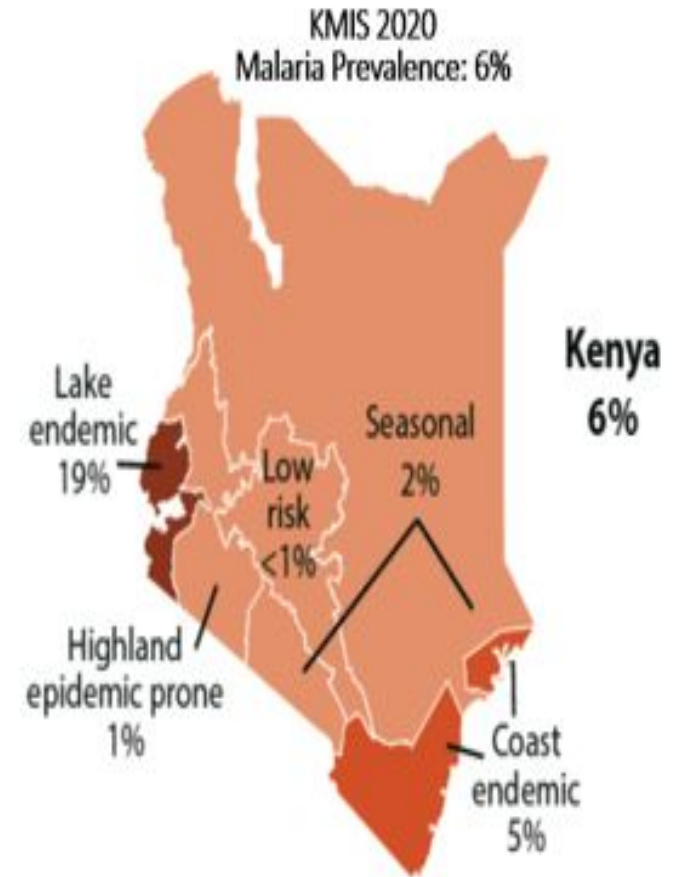 KMIS 2020
Malaria Prevalence: 6%
Kenya
6%
Lake
endemic
19%
Seasonal
2%
Low
risk
<1%
Highland
epidemic prone
1%
Coast
endemic
5%